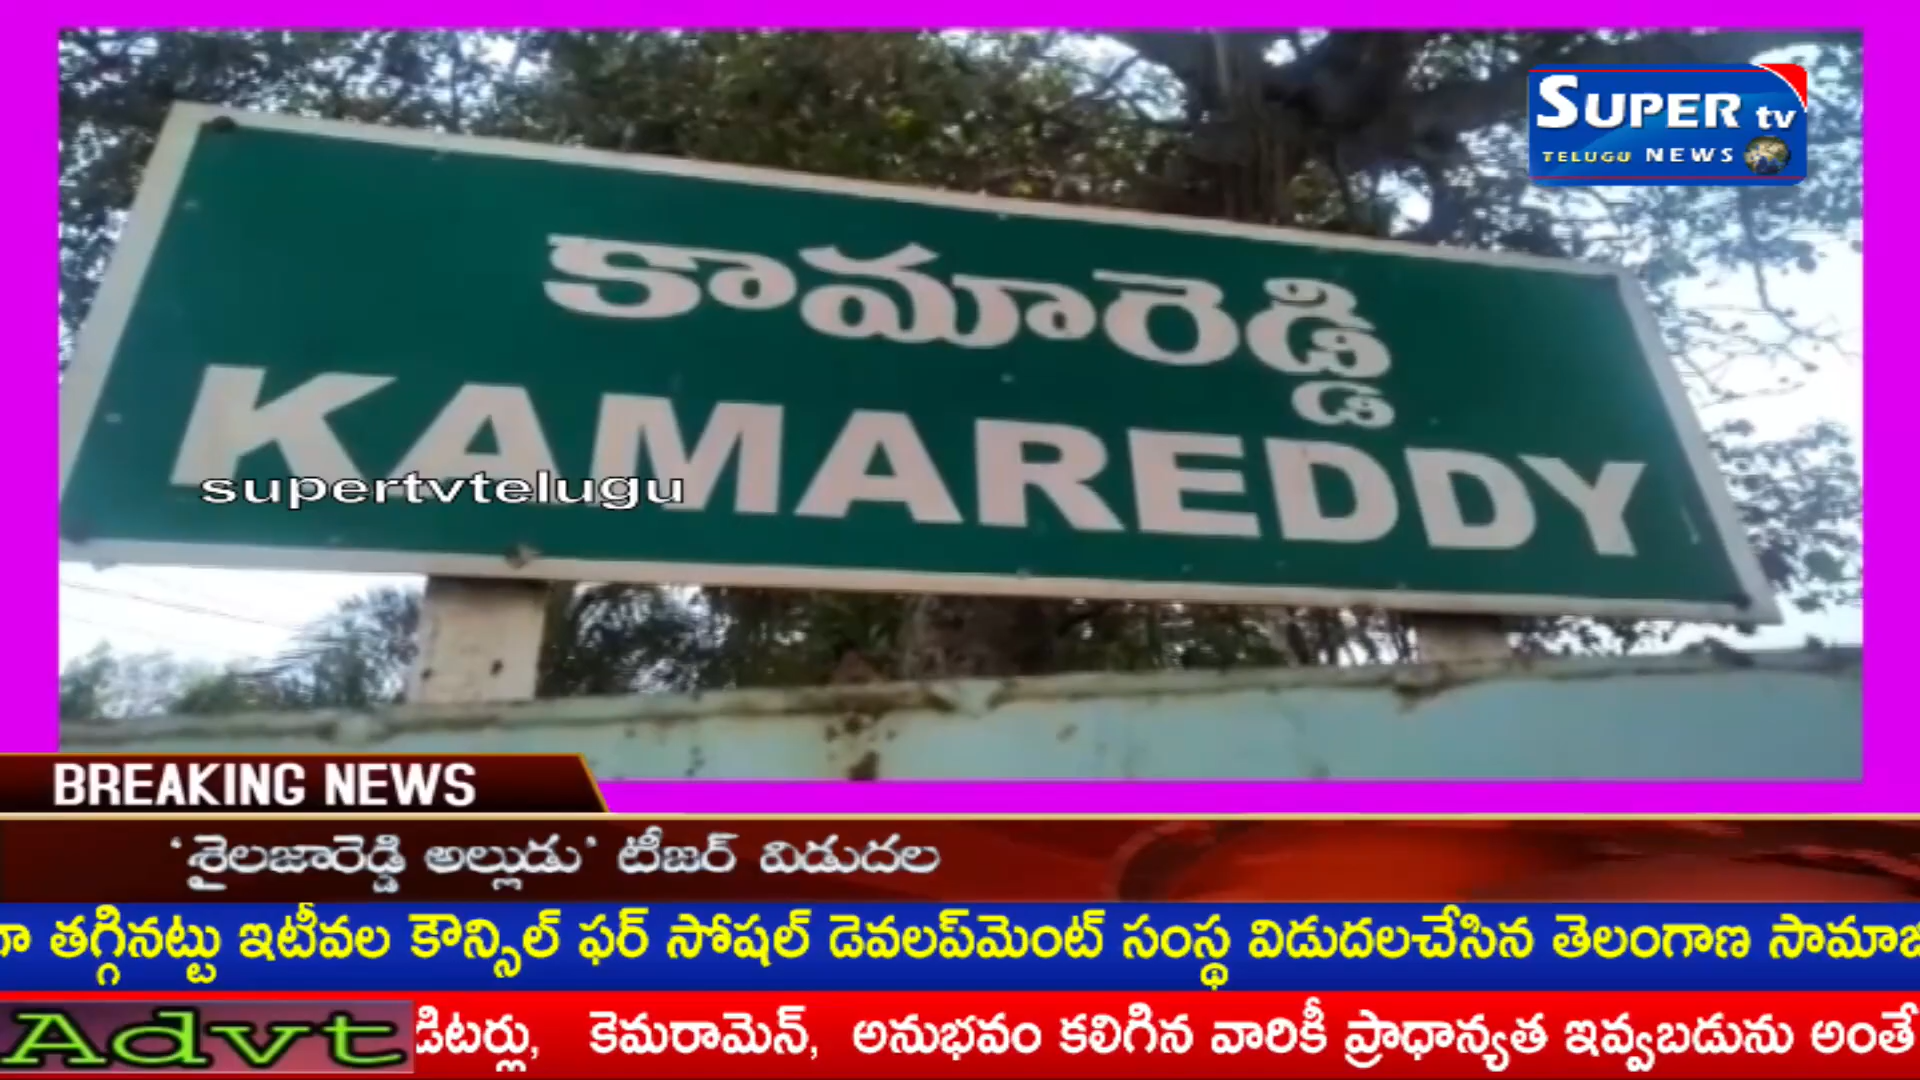 SUPER tv
TELUGU NEWS
కామారెడ్డి
KAMAREDDY
supertvtelugu
BREAKING NEWS
'శైలజారెడ్డి అల్లుడు' టీజర్ విడుదల
తగ్గినట్టు ఇటీవల కౌన్సిల్ ఫర్ సోషల్ డెవలప్‌మెంట్ సంస్థ విడుదలచేసిన తెలంగాణ
Advt
కెమరామెన్, అనుభవం కలిగిన వారికీ ప్రాధాన్యత ఇవ్వబడును అంతే